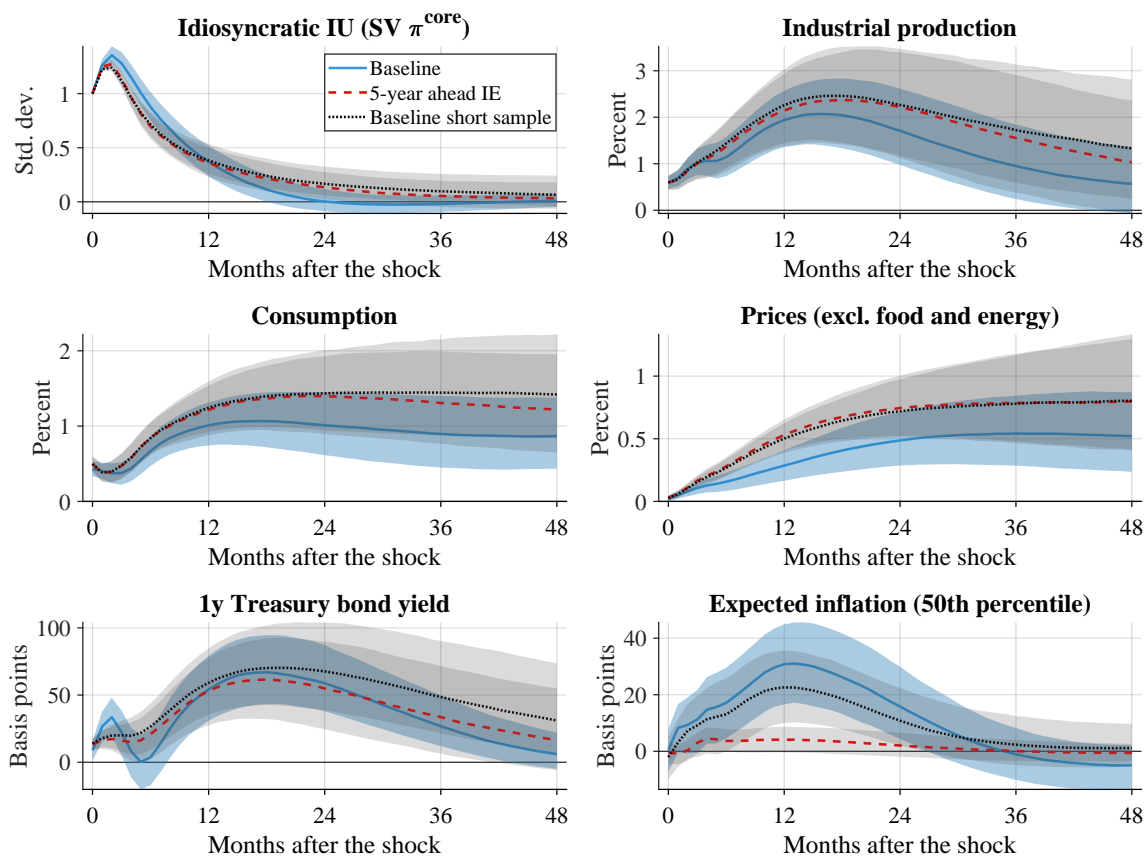 Idiosyncratic IU (SV π^core)
Std. dev.
1
0.5
0
Baseline
5-year ahead IE
Baseline short sample
0 12 24 36 48
Months after the shock
Industrial production
Percent
3
2
1
0
0 12 24 36 48
Months after the shock
Consumption
Percent
2
1
0
0 12 24 36 48
Months after the shock
Prices (excl. food and energy)
Percent
1
0.5
0
0 12 24 36 48
Months after the shock
1y Treasury bond yield
Basis points
100
50
0
0 12 24 36 48
Months after the shock
Expected inflation (50th percentile)
Basis points
40
20
0
0 12 24 36 48
Months after the shock